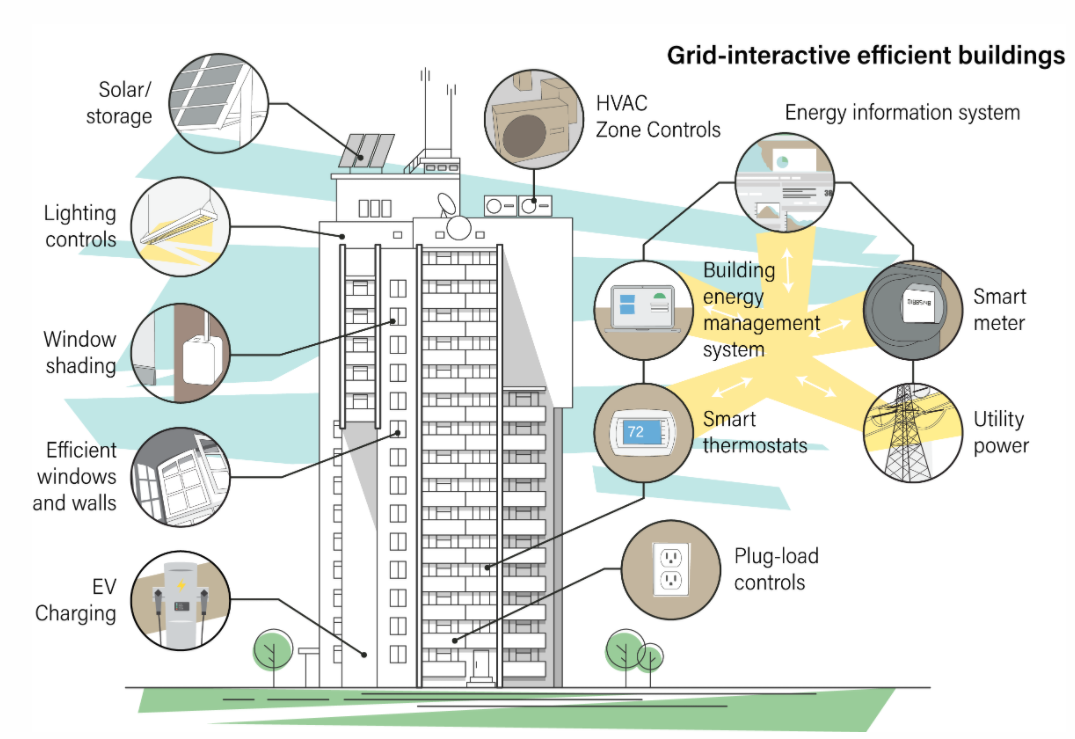 Grid-interactive efficient buildings
Solar/
storage
HVAC
Zone Controls
Energy information system
Lighting
controls
Building
energy
management
system
Smart
meter
Window
shading
72
Smart
thermostats
Utility
power
Efficient
windows
and walls
Plug-load
controls
EV
Charging